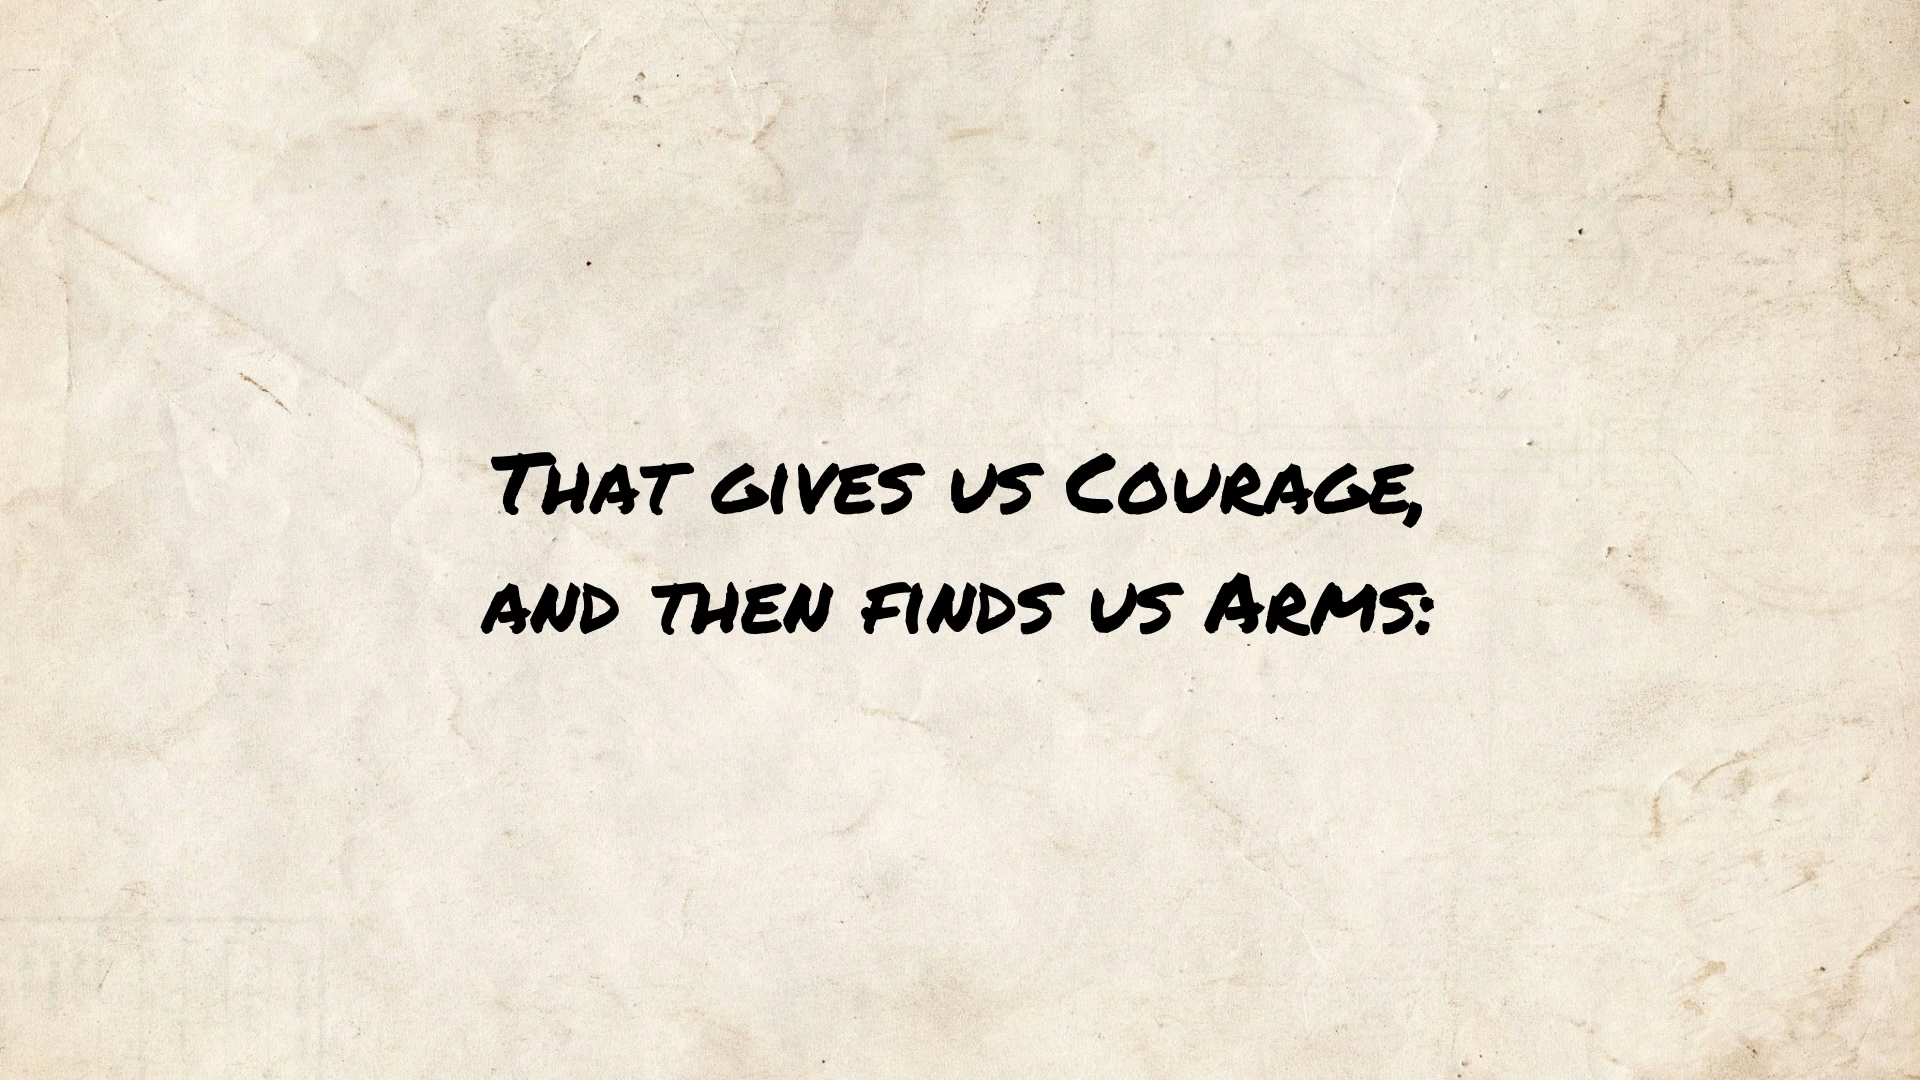 That gives us Courage,
and then finds us Arms: